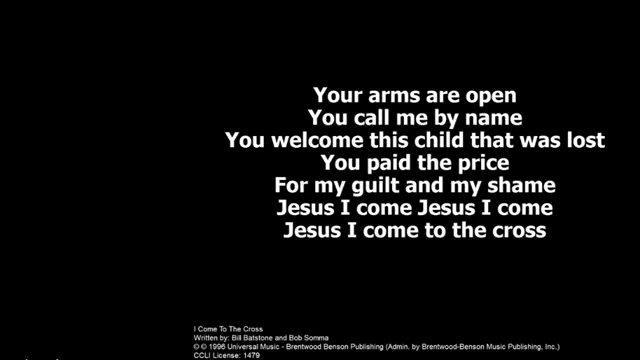 Your arms are open
You call me by name
You welcome this child that was lost
You paid the price
For my guilt and my shame
Jesus I come Jesus I come
Jesus I come to the cross
I Come To The Cross
Written by: Bill Batstone and Bob Somma
© © 1996 Universal Music - Brentwood Benson Publishing (Admin. by Brentwood-Benson Music Publishing, Inc.)
CCLI License: 1479